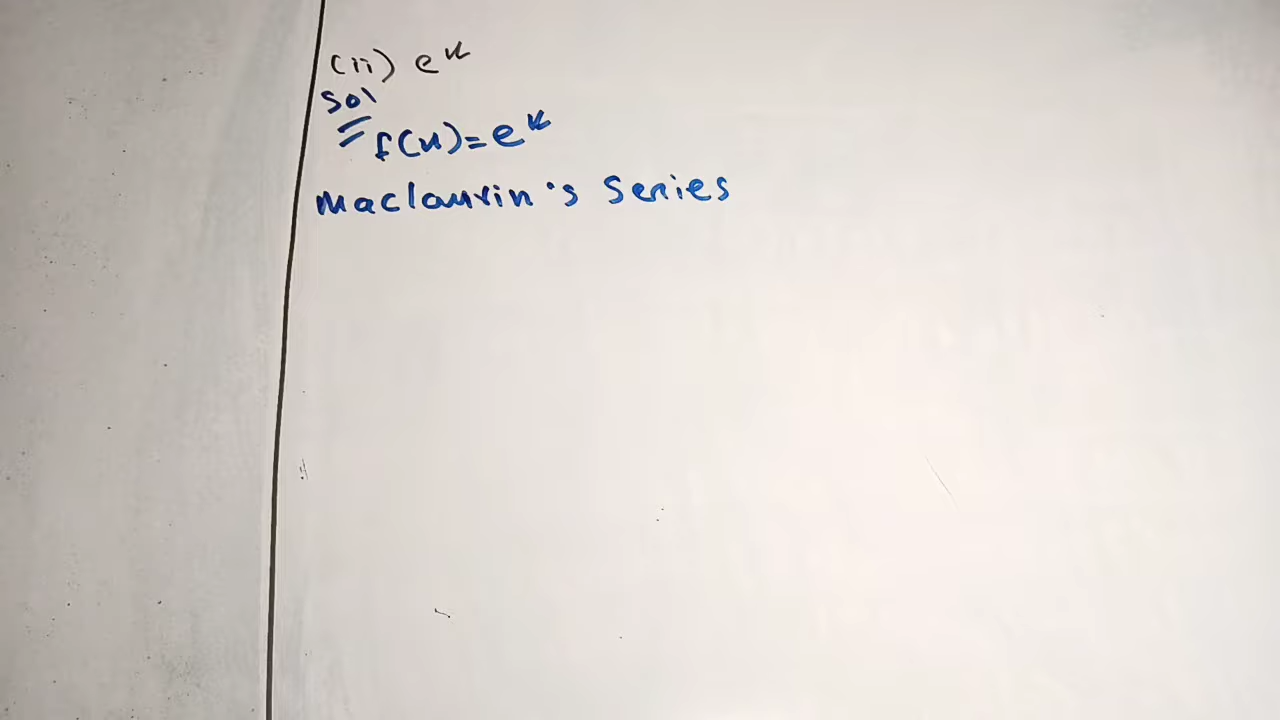 (ii) e^x
Sol
f(x)=e^x
Maclaurin's Series